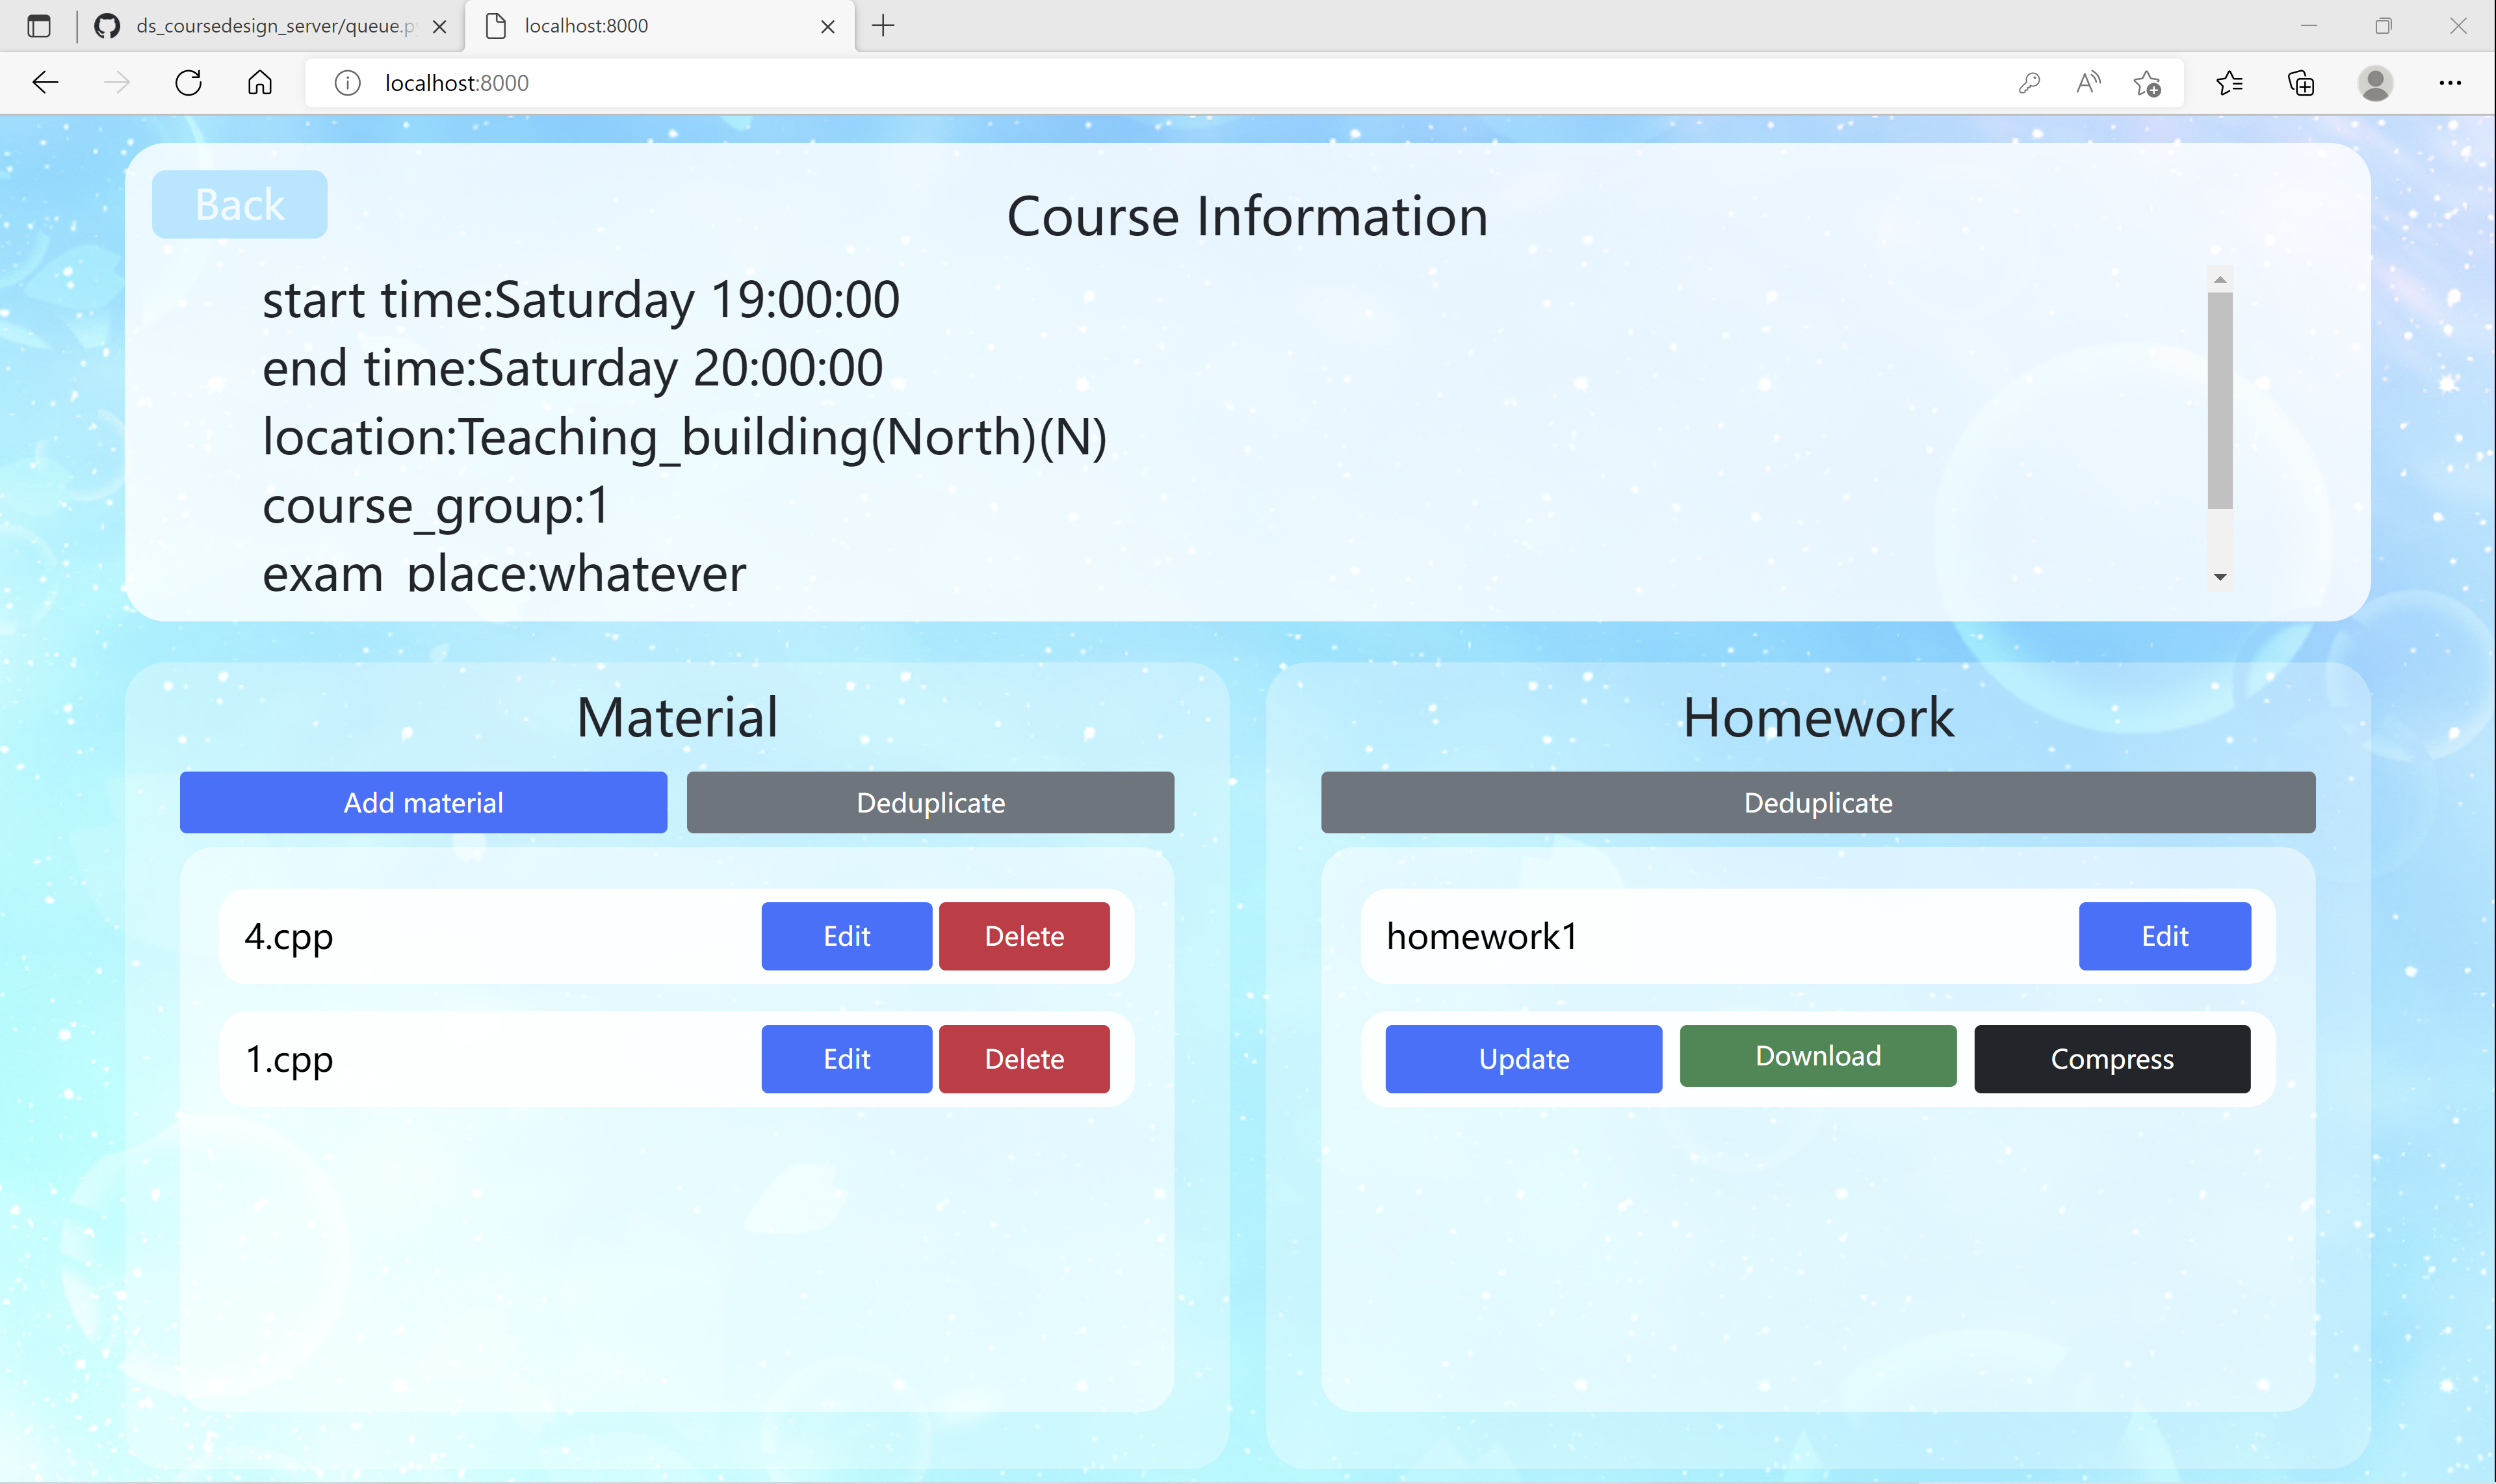 ds_coursedesign_server/queue.p
localhost:8000
localhost:8000
Back
Course Information
start time:Saturday 19:00:00
end time:Saturday 20:00:00
location:Teaching_building(North)(N)
course_group:1
exam_place:whatever
Material
Add material
Deduplicate
4.cpp
Edit
Delete
1.cpp
Edit
Delete
Homework
Deduplicate
homework1
Edit
Update
Download
Compress